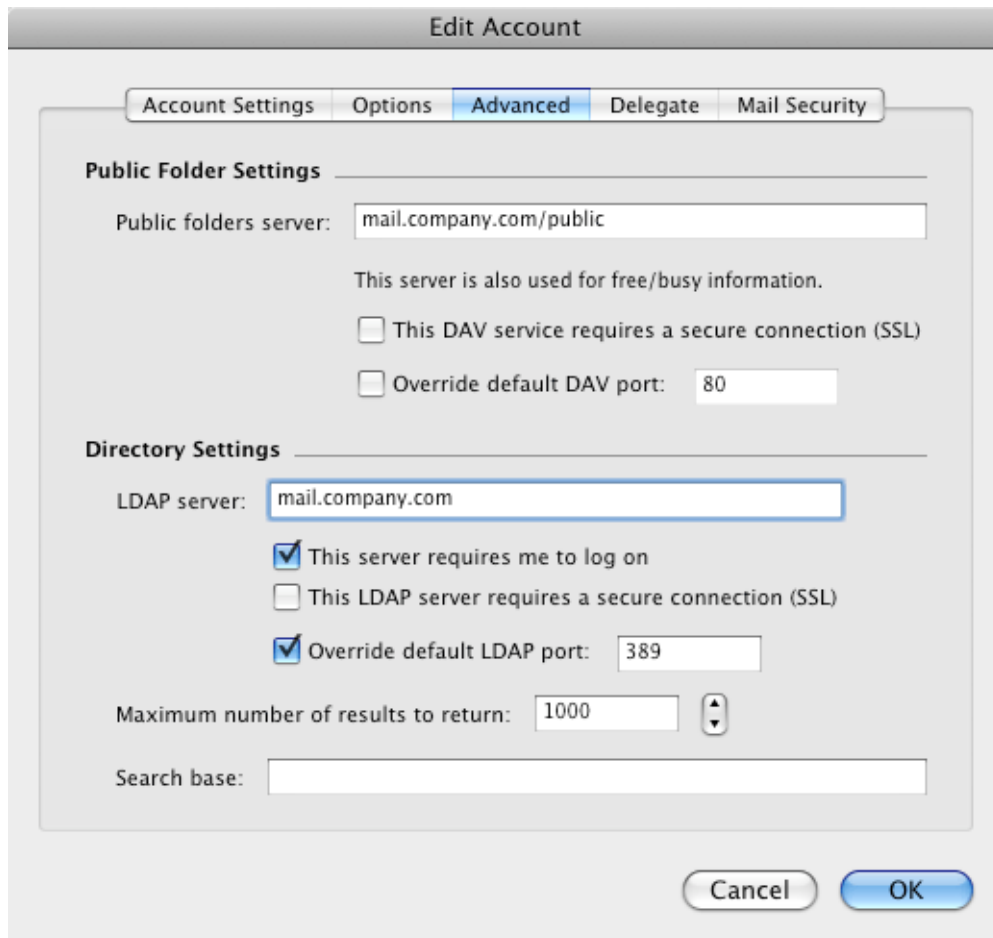 Edit Account
Account Settings Options Advanced Delegate Mail Security
Public Folder Settings
Public folders server: mail.company.com/public
This server is also used for free/busy information.
This DAV service requires a secure connection (SSL)
Override default DAV port: 80
Directory Settings
LDAP server: mail.company.com
This server requires me to log on
This LDAP server requires a secure connection (SSL)
Override default LDAP port: 389
Maximum number of results to return: 1000
Search base:
Cancel OK